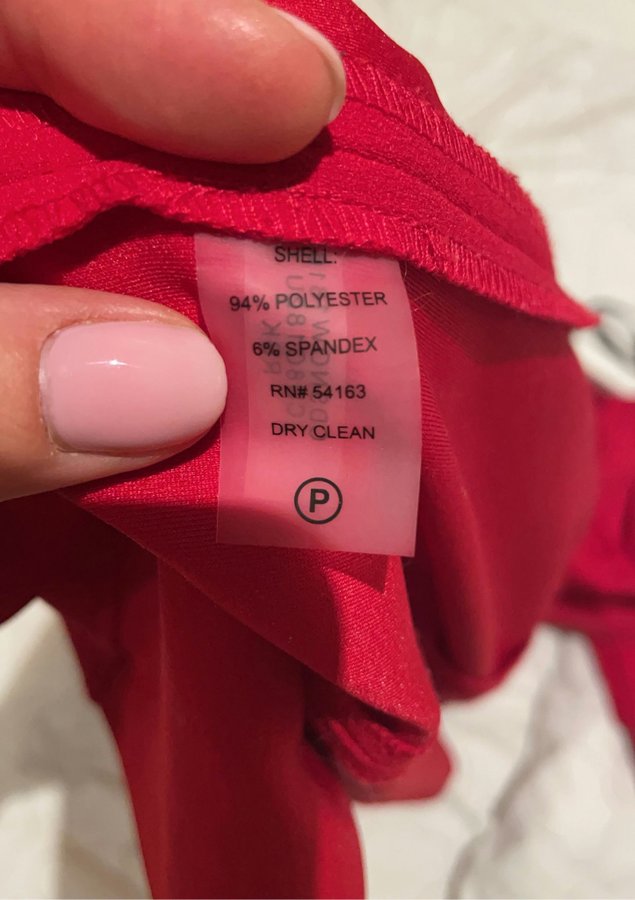 SHELL:
94% POLYESTER
6% SPANDEX
RN# 54163
DRY CLEAN
P